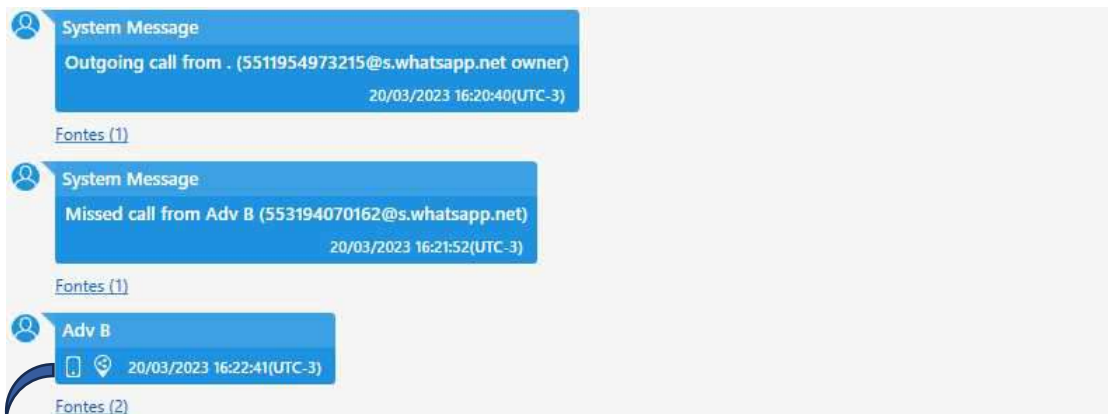 System Message
Outgoing call from . (5511954973215@s.whatsapp.net owner)
20/03/2023 16:20:40(UTC-3)
Fontes (1)
System Message
Missed call from Adv B (553194070162@s.whatsapp.net)
20/03/2023 16:21:52(UTC-3)
Fontes (1)
Adv B
20/03/2023 16:22:41(UTC-3)
Fontes (2)